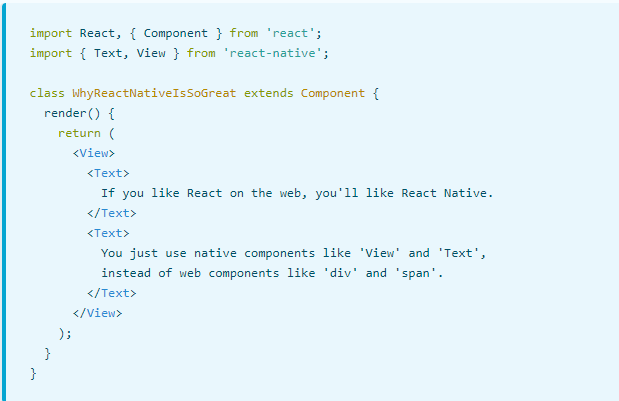 import React, { Component } from 'react';
import { Text, View } from 'react-native';

class WhyReactNativeIsSoGreat extends Component {
  render() {
    return (
      <View>
        <Text>
          If you like React on the web, you'll like React Native.
        </Text>
        <Text>
          You just use native components like 'View' and 'Text',
          instead of web components like 'div' and 'span'.
        </Text>
      </View>
    );
  }
}